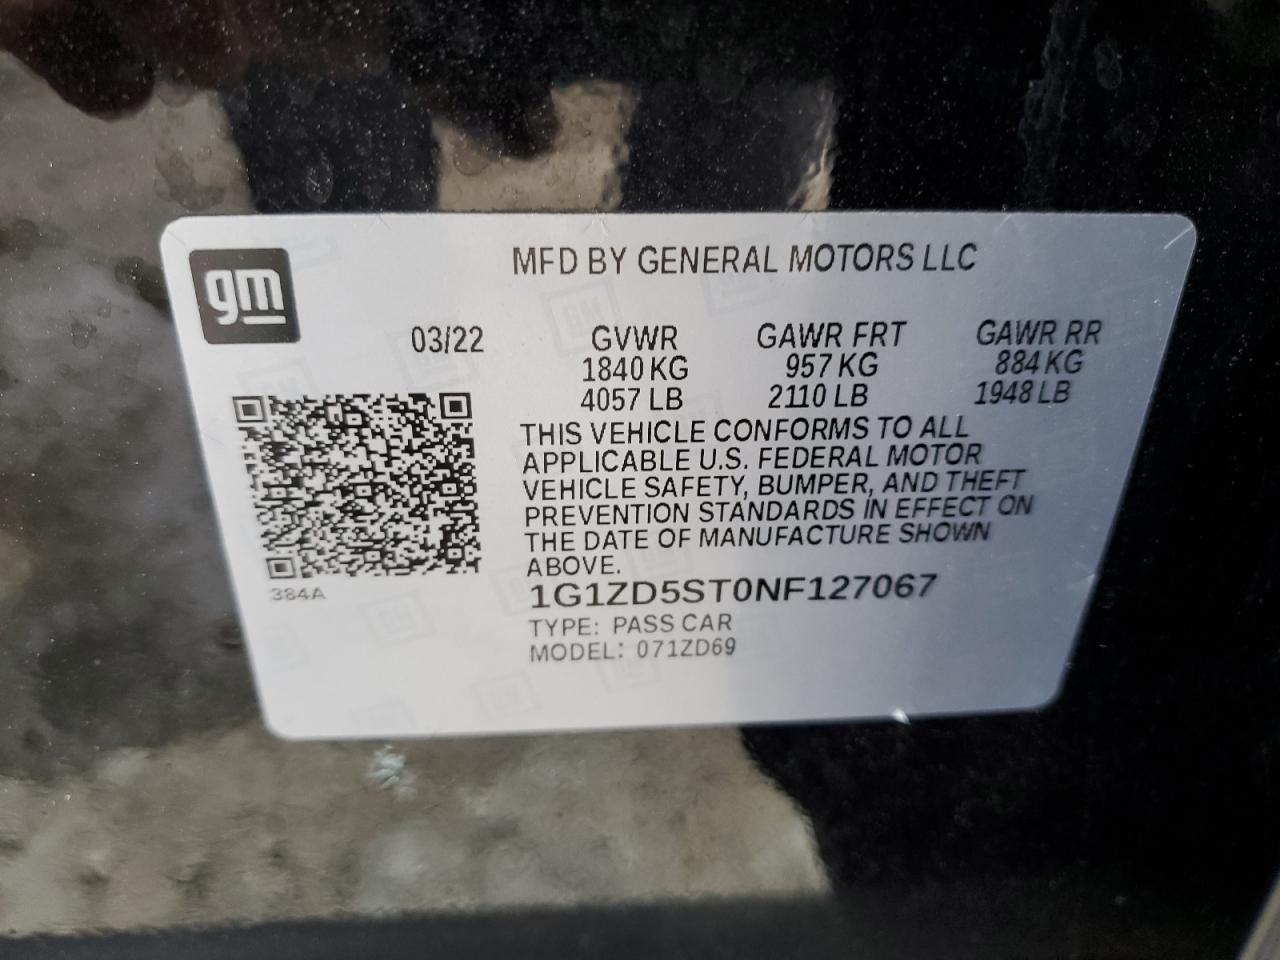 gm
MFD BY GENERAL MOTORS LLC
03/22 GVWR GAWR FRT GAWR RR
1840 KG 957 KG 884 KG
4057 LB 2110 LB 1948 LB
THIS VEHICLE CONFORMS TO ALL
APPLICABLE U.S. FEDERAL MOTOR
VEHICLE SAFETY, BUMPER, AND THEFT
PREVENTION STANDARDS IN EFFECT ON
THE DATE OF MANUFACTURE SHOWN
ABOVE.
384A
1G1ZD5ST0NF127067
TYPE: PASS CAR
MODEL: 071ZD69